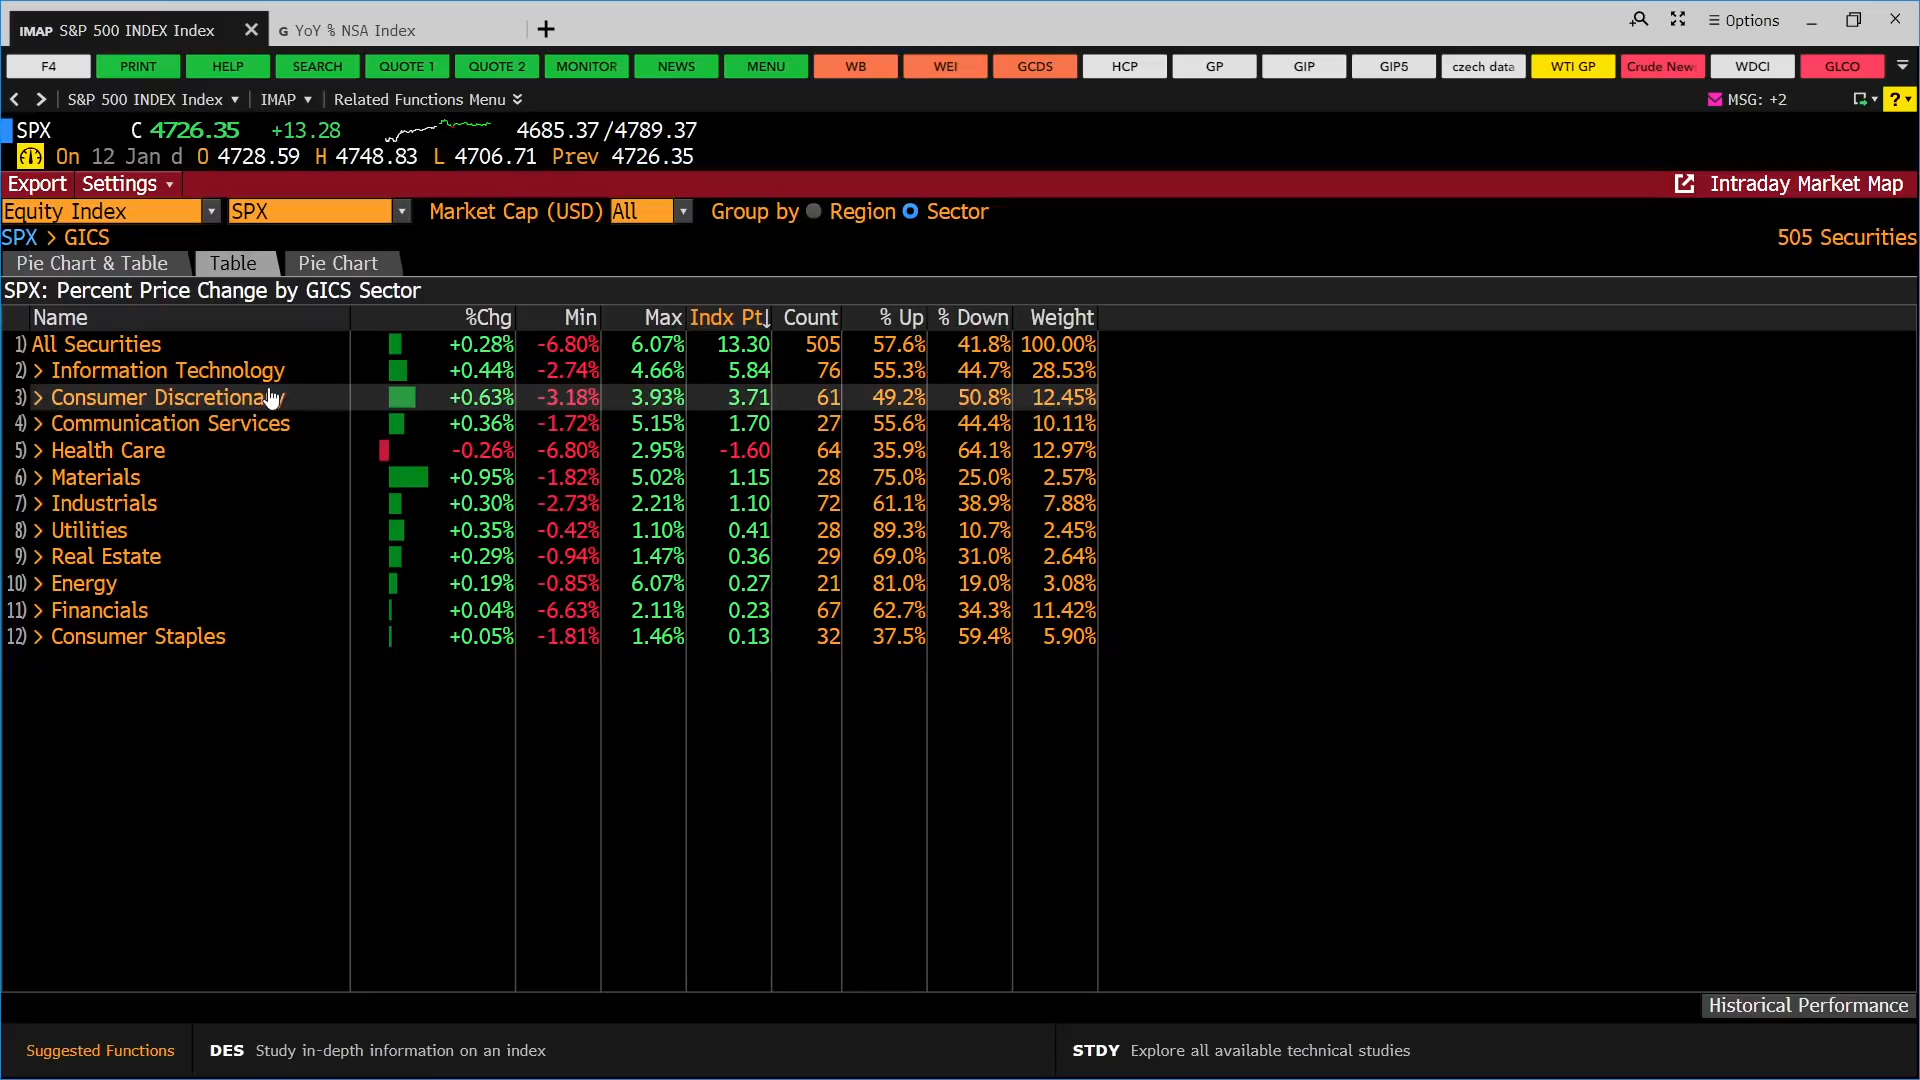 IMAP S&P 500 INDEX Index G YoY % NSA Index Options
F4 PRINT HELP SEARCH QUOTE 1 QUOTE 2 MONITOR NEWS MENU WB WEI GCDS HCP GP GIP GIP5 czech data WTI GP Crude New WDCI GLCO
S&P 500 INDEX Index IMAP Related Functions Menu MSG: +2 ?
SPX C 4726.35 +13.28 4685.37/4789.37
On 12 Jan d O 4728.59 H 4748.83 L 4706.71 Prev 4726.35
Export Settings Intraday Market Map
Equity Index SPX Market Cap (USD) All Group by Region Sector
SPX > GICS 505 Securities
Pie Chart & Table Table Pie Chart
SPX: Percent Price Change by GICS Sector
Name %Chg Min Max Indx Pt↓ Count % Up % Down Weight
1) All Securities +0.28% -6.80% 6.07% 13.30 505 57.6% 41.8% 100.00%
2) > Information Technology +0.44% -2.74% 4.66% 5.84 76 55.3% 44.7% 28.53%
3) > Consumer Discretionary +0.63% -3.18% 3.93% 3.71 61 49.2% 50.8% 12.45%
4) > Communication Services +0.36% -1.72% 5.15% 1.70 27 55.6% 44.4% 10.11%
5) > Health Care -0.26% -6.80% 2.95% -1.60 64 35.9% 64.1% 12.97%
6) > Materials +0.95% -1.82% 5.02% 1.15 28 75.0% 25.0% 2.57%
7) > Industrials +0.30% -2.73% 2.21% 1.10 72 61.1% 38.9% 7.88%
8) > Utilities +0.35% -0.42% 1.10% 0.41 28 89.3% 10.7% 2.45%
9) > Real Estate +0.29% -0.94% 1.47% 0.36 29 69.0% 31.0% 2.64%
10) > Energy +0.19% -0.85% 6.07% 0.27 21 81.0% 19.0% 3.08%
11) > Financials +0.04% -6.63% 2.11% 0.23 67 62.7% 34.3% 11.42%
12) > Consumer Staples +0.05% -1.81% 1.46% 0.13 32 37.5% 59.4% 5.90%
Historical Performance
Suggested Functions DES Study in-depth information on an index STDY Explore all available technical studies